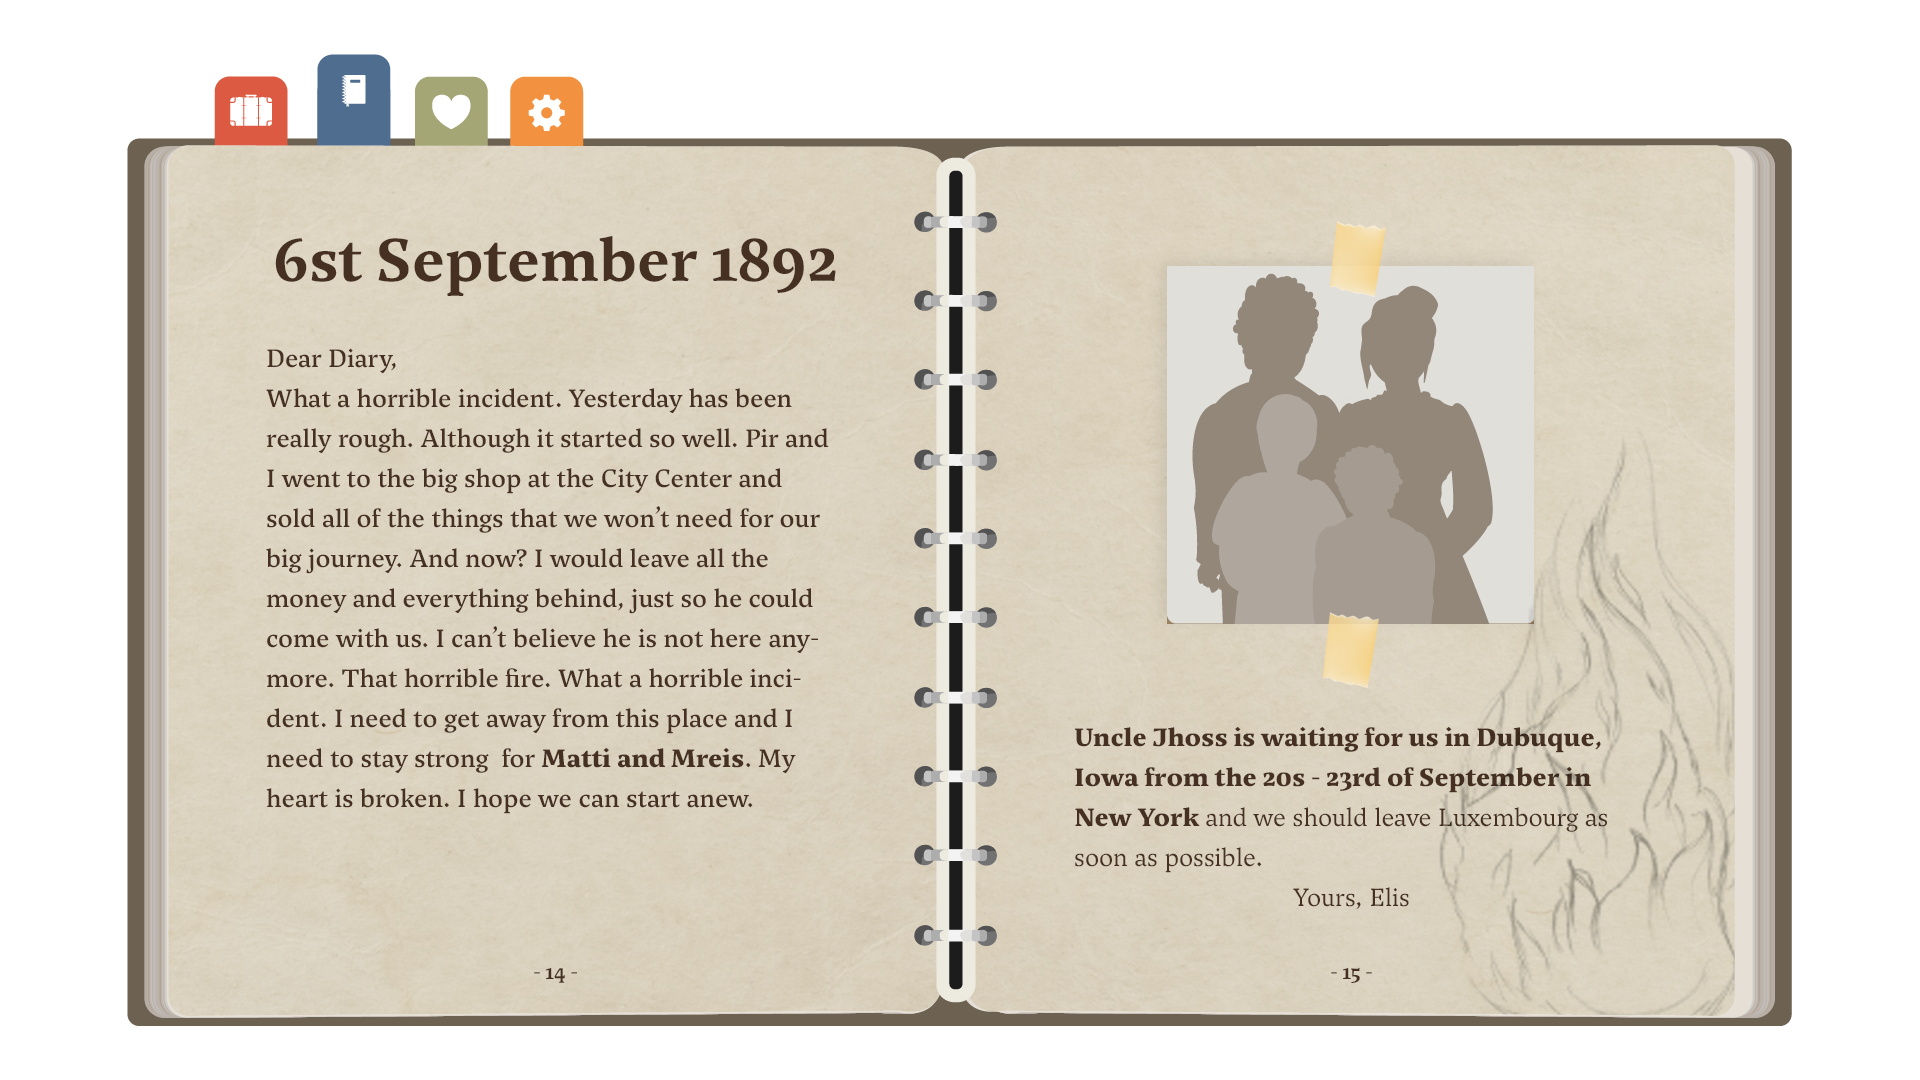 6st September 1892
Dear Diary,
What a horrible incident. Yesterday has been
really rough. Although it started so well. Pir and
I went to the big shop at the City Center and
sold all of the things that we won't need for our
big journey. And now? I would leave all the
money and everything behind, just so he could
come with us. I can't believe he is not here any-
more. That horrible fire. What a horrible inci-
dent. I need to get away from this place and I
need to stay strong  for Matti and Mreis. My
heart is broken. I hope we can start anew.
- 14 -
Uncle Jhoss is waiting for us in Dubuque,
Iowa from the 20s - 23rd of September in
New York and we should leave Luxembourg as
soon as possible.
Yours, Elis
- 15 -